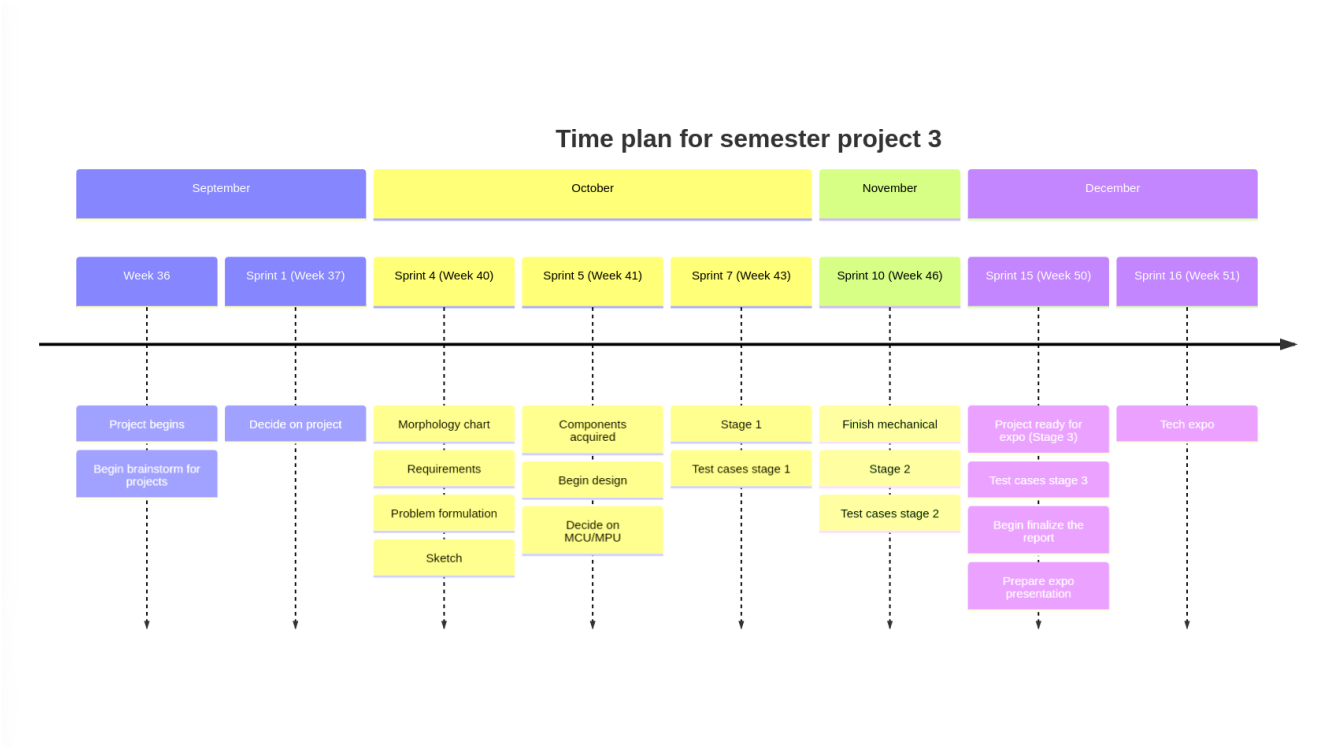 Time plan for semester project 3
September
October
November
December
Week 36
Sprint 1 (Week 37)
Sprint 4 (Week 40)
Sprint 5 (Week 41)
Sprint 7 (Week 43)
Sprint 10 (Week 46)
Sprint 15 (Week 50)
Sprint 16 (Week 51)
Project begins
Begin brainstorm for
projects
Decide on project
Morphology chart
Requirements
Problem formulation
Sketch
Components
acquired
Begin design
Decide on
MCU/MPU
Stage 1
Test cases stage 1
Finish mechanical
Stage 2
Test cases stage 2
Project ready for
expo (Stage 3)
Test cases stage 3
Begin finalize the
report
Prepare expo
presentation
Tech expo